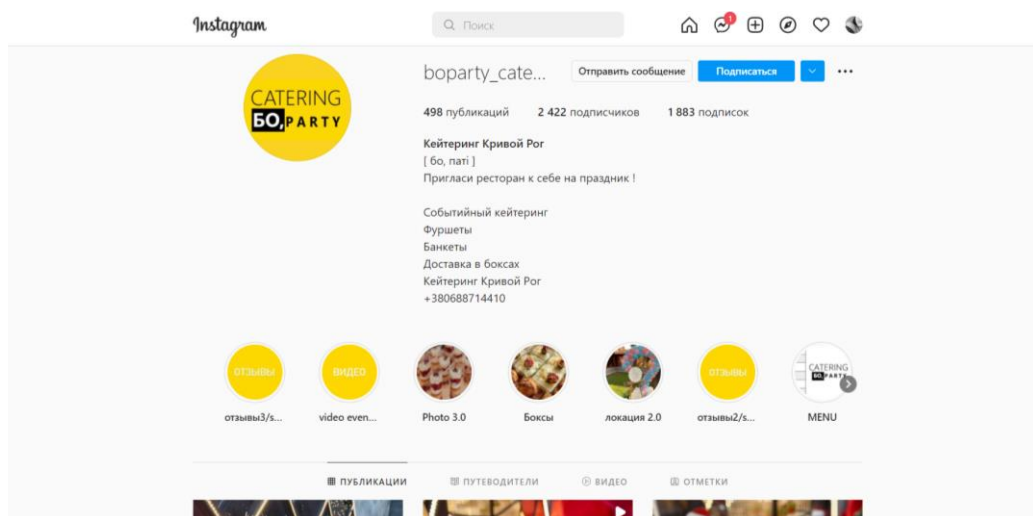 Instagram
Поиск
1
CATERING
БО, PARTY
boparty_cate...
Отправить сообщение
Подписаться
498 публикаций 2 422 подписчиков 1 883 подписок
Кейтеринг Кривой Рог
[ бо, паті ]
Пригласи ресторан к себе на праздник !
Событийный кейтеринг
Фуршеты
Банкеты
Доставка в боксах
Кейтеринг Кривой Рог
+380688714410
ОТЗЫВЫ
ВИДЕО
ОТЗЫВЫ
CATERING
БО, PARTY
отзывы3/s... video even... Photo 3.0 Боксы локация 2.0 отзывы2/s... MENU
ПУБЛИКАЦИИ ПУТЕВОДИТЕЛИ ВИДЕО ОТМЕТКИ